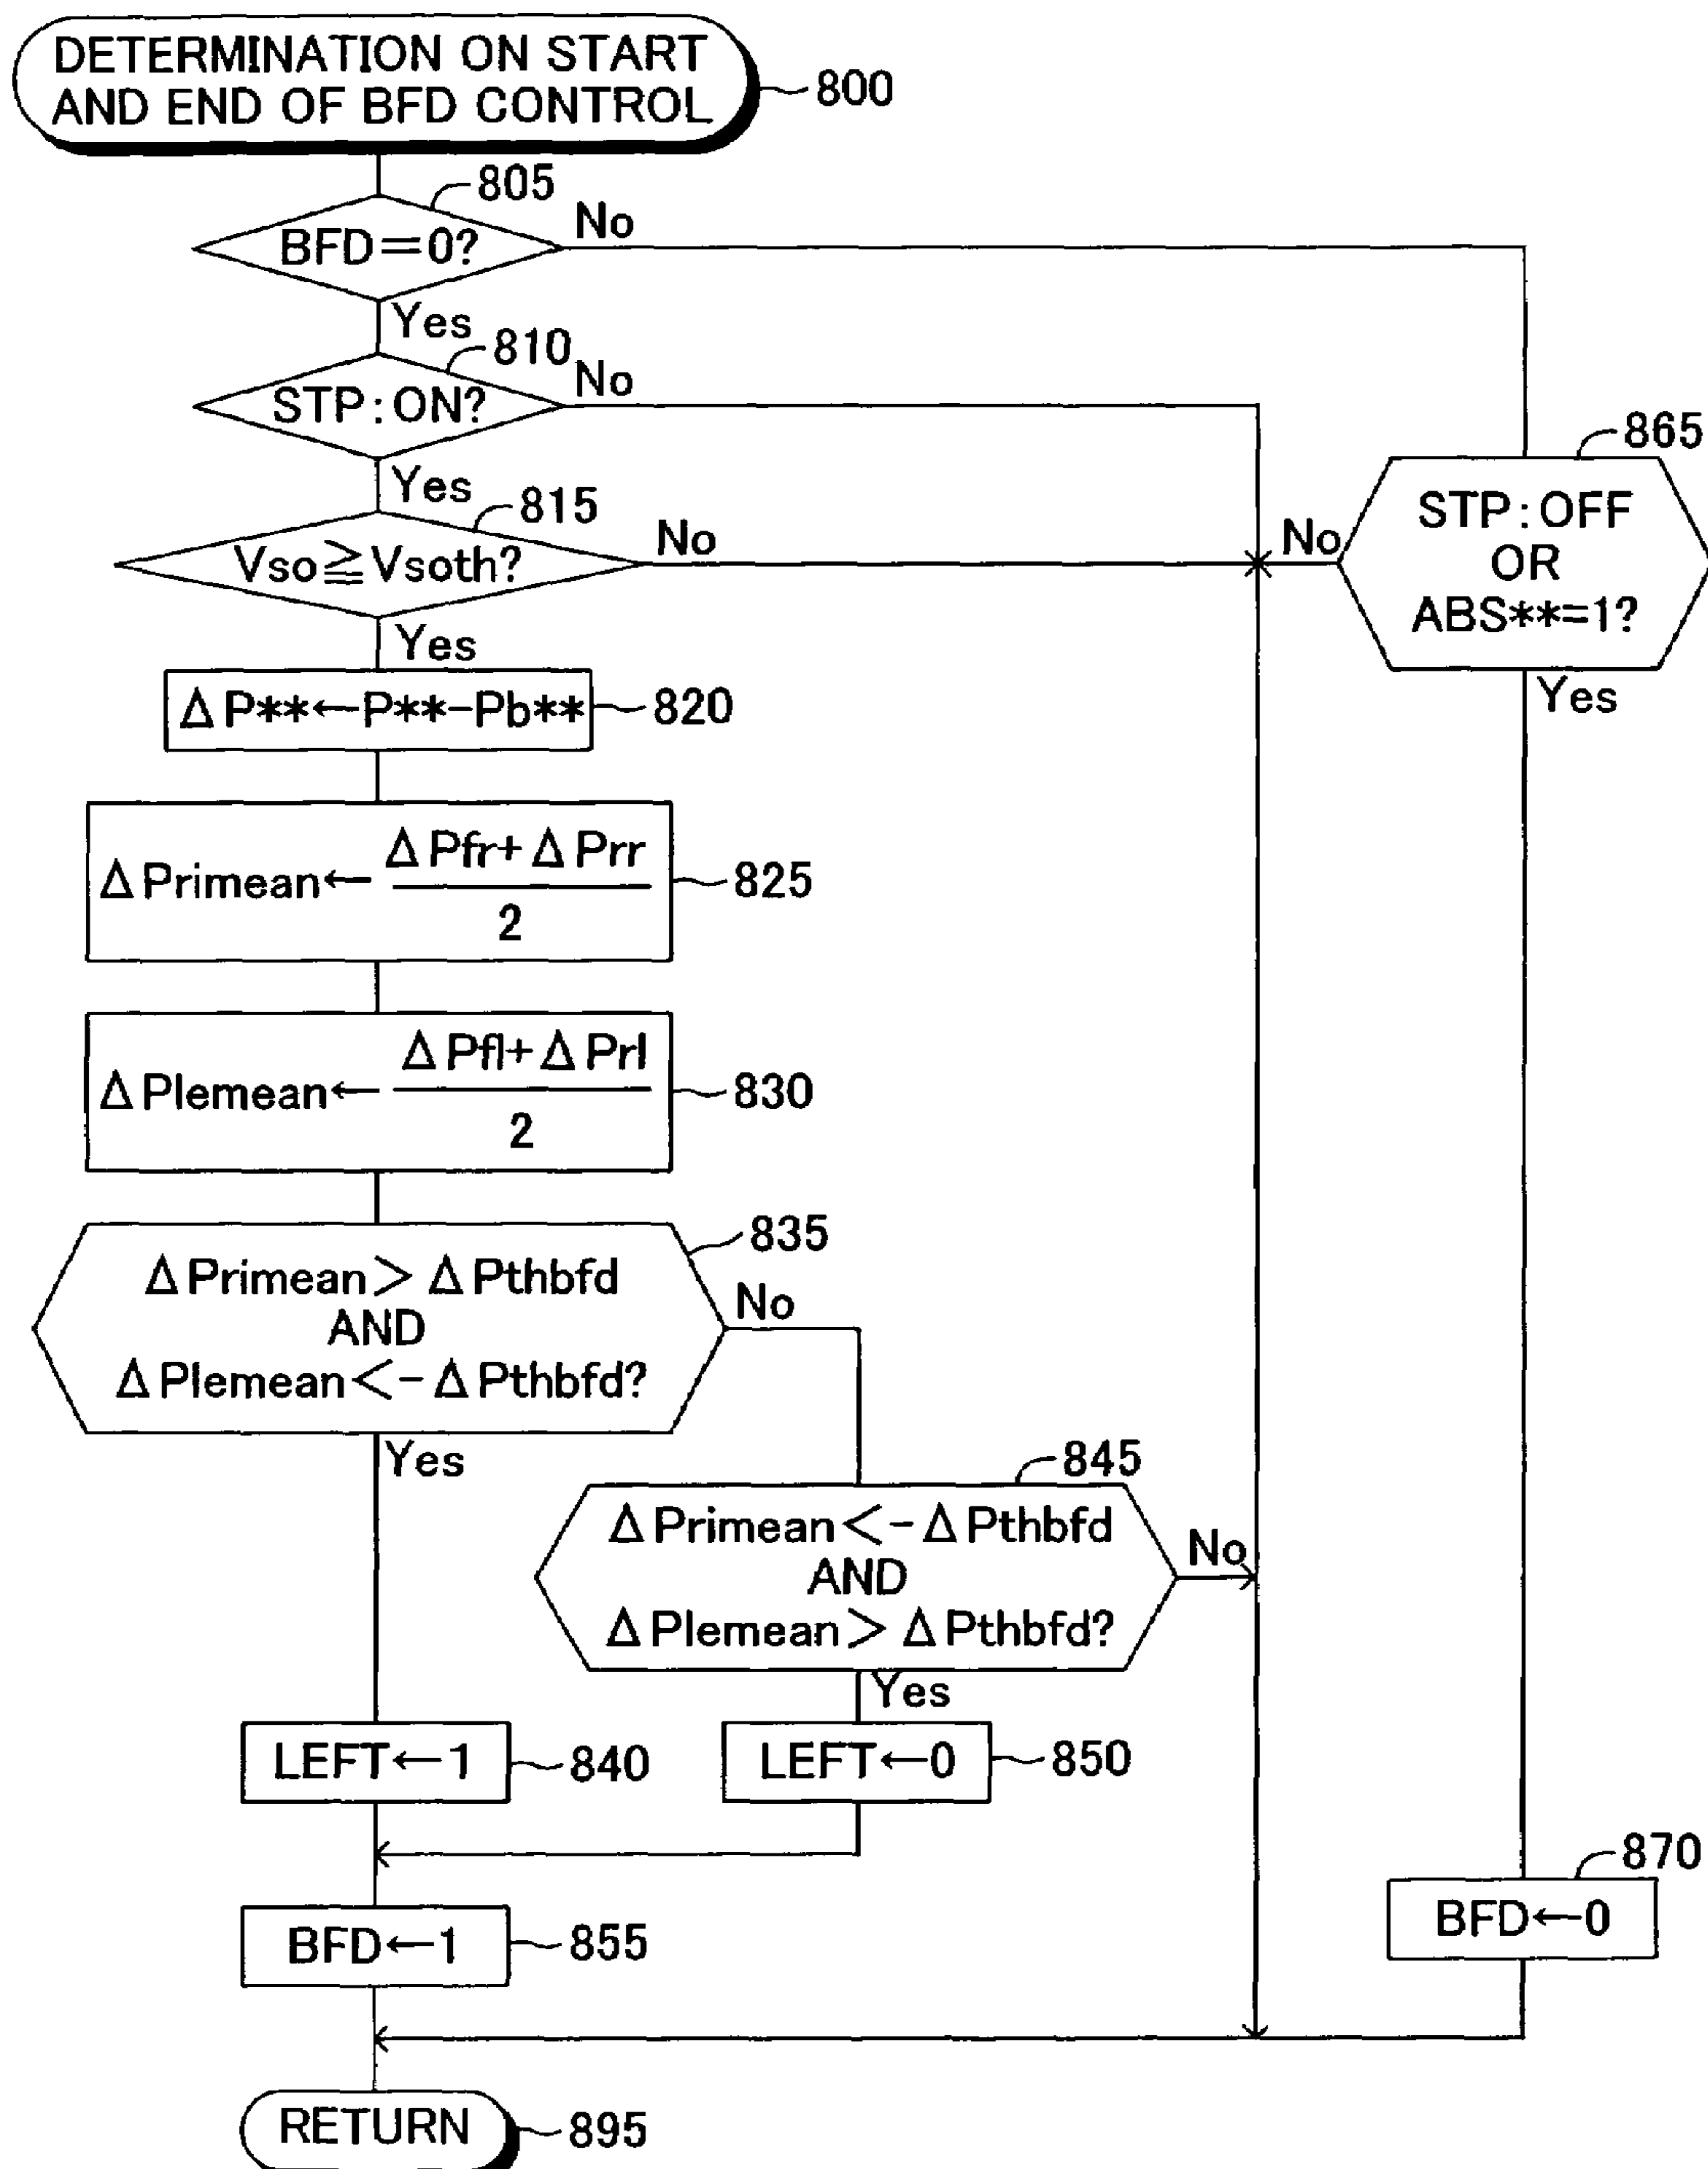 DETERMINATION ON START
AND END OF BFD CONTROL
800
805
BFD=0?
No
Yes
810
STP:ON?
No
Yes
815
Vso≧Vsoth?
No
Yes
865
STP:OFF
OR
ABS**=1?
No
Yes
ΔP**←P**-Pb**
820
ΔPrimean← ΔPfr+ΔPrr
2
825
ΔPlemean← ΔPfl+ΔPrl
2
830
835
ΔPrimean>ΔPthbfd
AND
ΔPlemean<-ΔPthbfd?
No
Yes
845
ΔPrimean<-ΔPthbfd
AND
ΔPlemean>ΔPthbfd?
No
Yes
LEFT←1
840
LEFT←0
850
BFD←1
855
870
BFD←0
RETURN
895